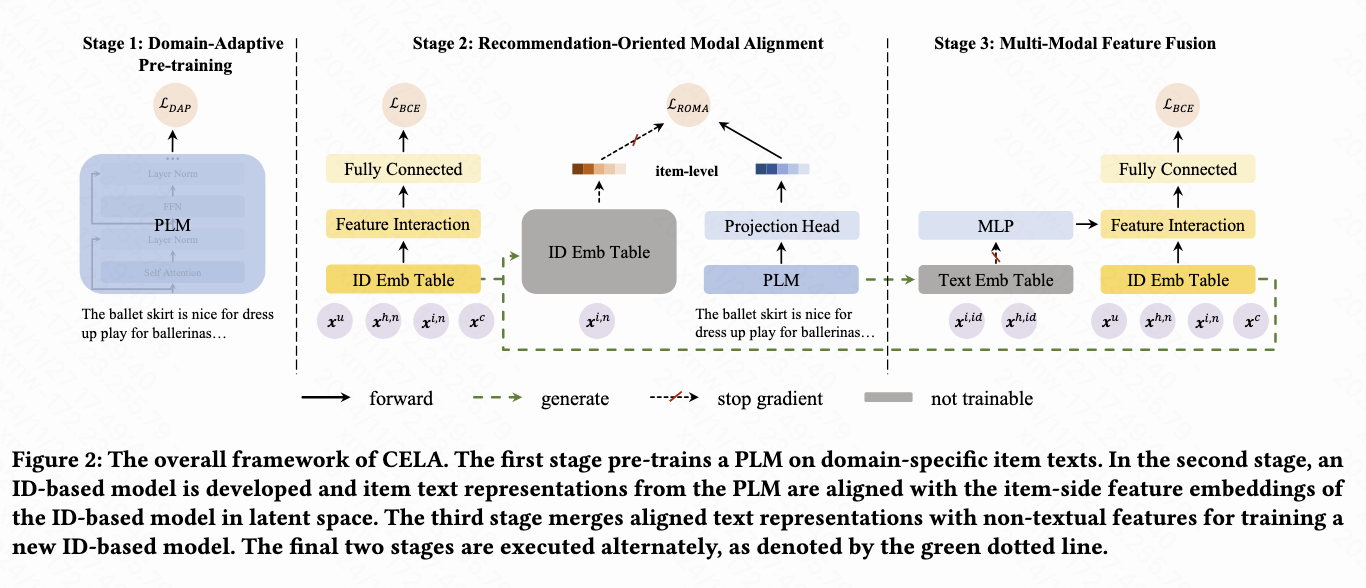 Stage 1: Domain-Adaptive
Pre-training
ℒ_DAP
...
Layer Norm
FFN
PLM
Layer Norm
Self Attention
The ballet skirt is nice for dress
up play for ballerinas…
Stage 2: Recommendation-Oriented Modal Alignment
ℒ_BCE
Fully Connected
Feature Interaction
ID Emb Table
x^u x^{h,n} x^{i,n} x^c
ℒ_ROMA
item-level
ID Emb Table
x^{i,n}
Projection Head
PLM
The ballet skirt is nice for
dress up play for ballerinas…
Stage 3: Multi-Modal Feature Fusion
ℒ_BCE
Fully Connected
MLP
Feature Interaction
Text Emb Table
ID Emb Table
x^{i,id} x^{h,id}
x^u x^{h,n} x^{i,n} x^c
forward
generate
stop gradient
not trainable
Figure 2: The overall framework of CELA. The first stage pre-trains a PLM on domain-specific item texts. In the second stage, an
ID-based model is developed and item text representations from the PLM are aligned with the item-side feature embeddings of
the ID-based model in latent space. The third stage merges aligned text representations with non-textual features for training a
new ID-based model. The final two stages are executed alternately, as denoted by the green dotted line.